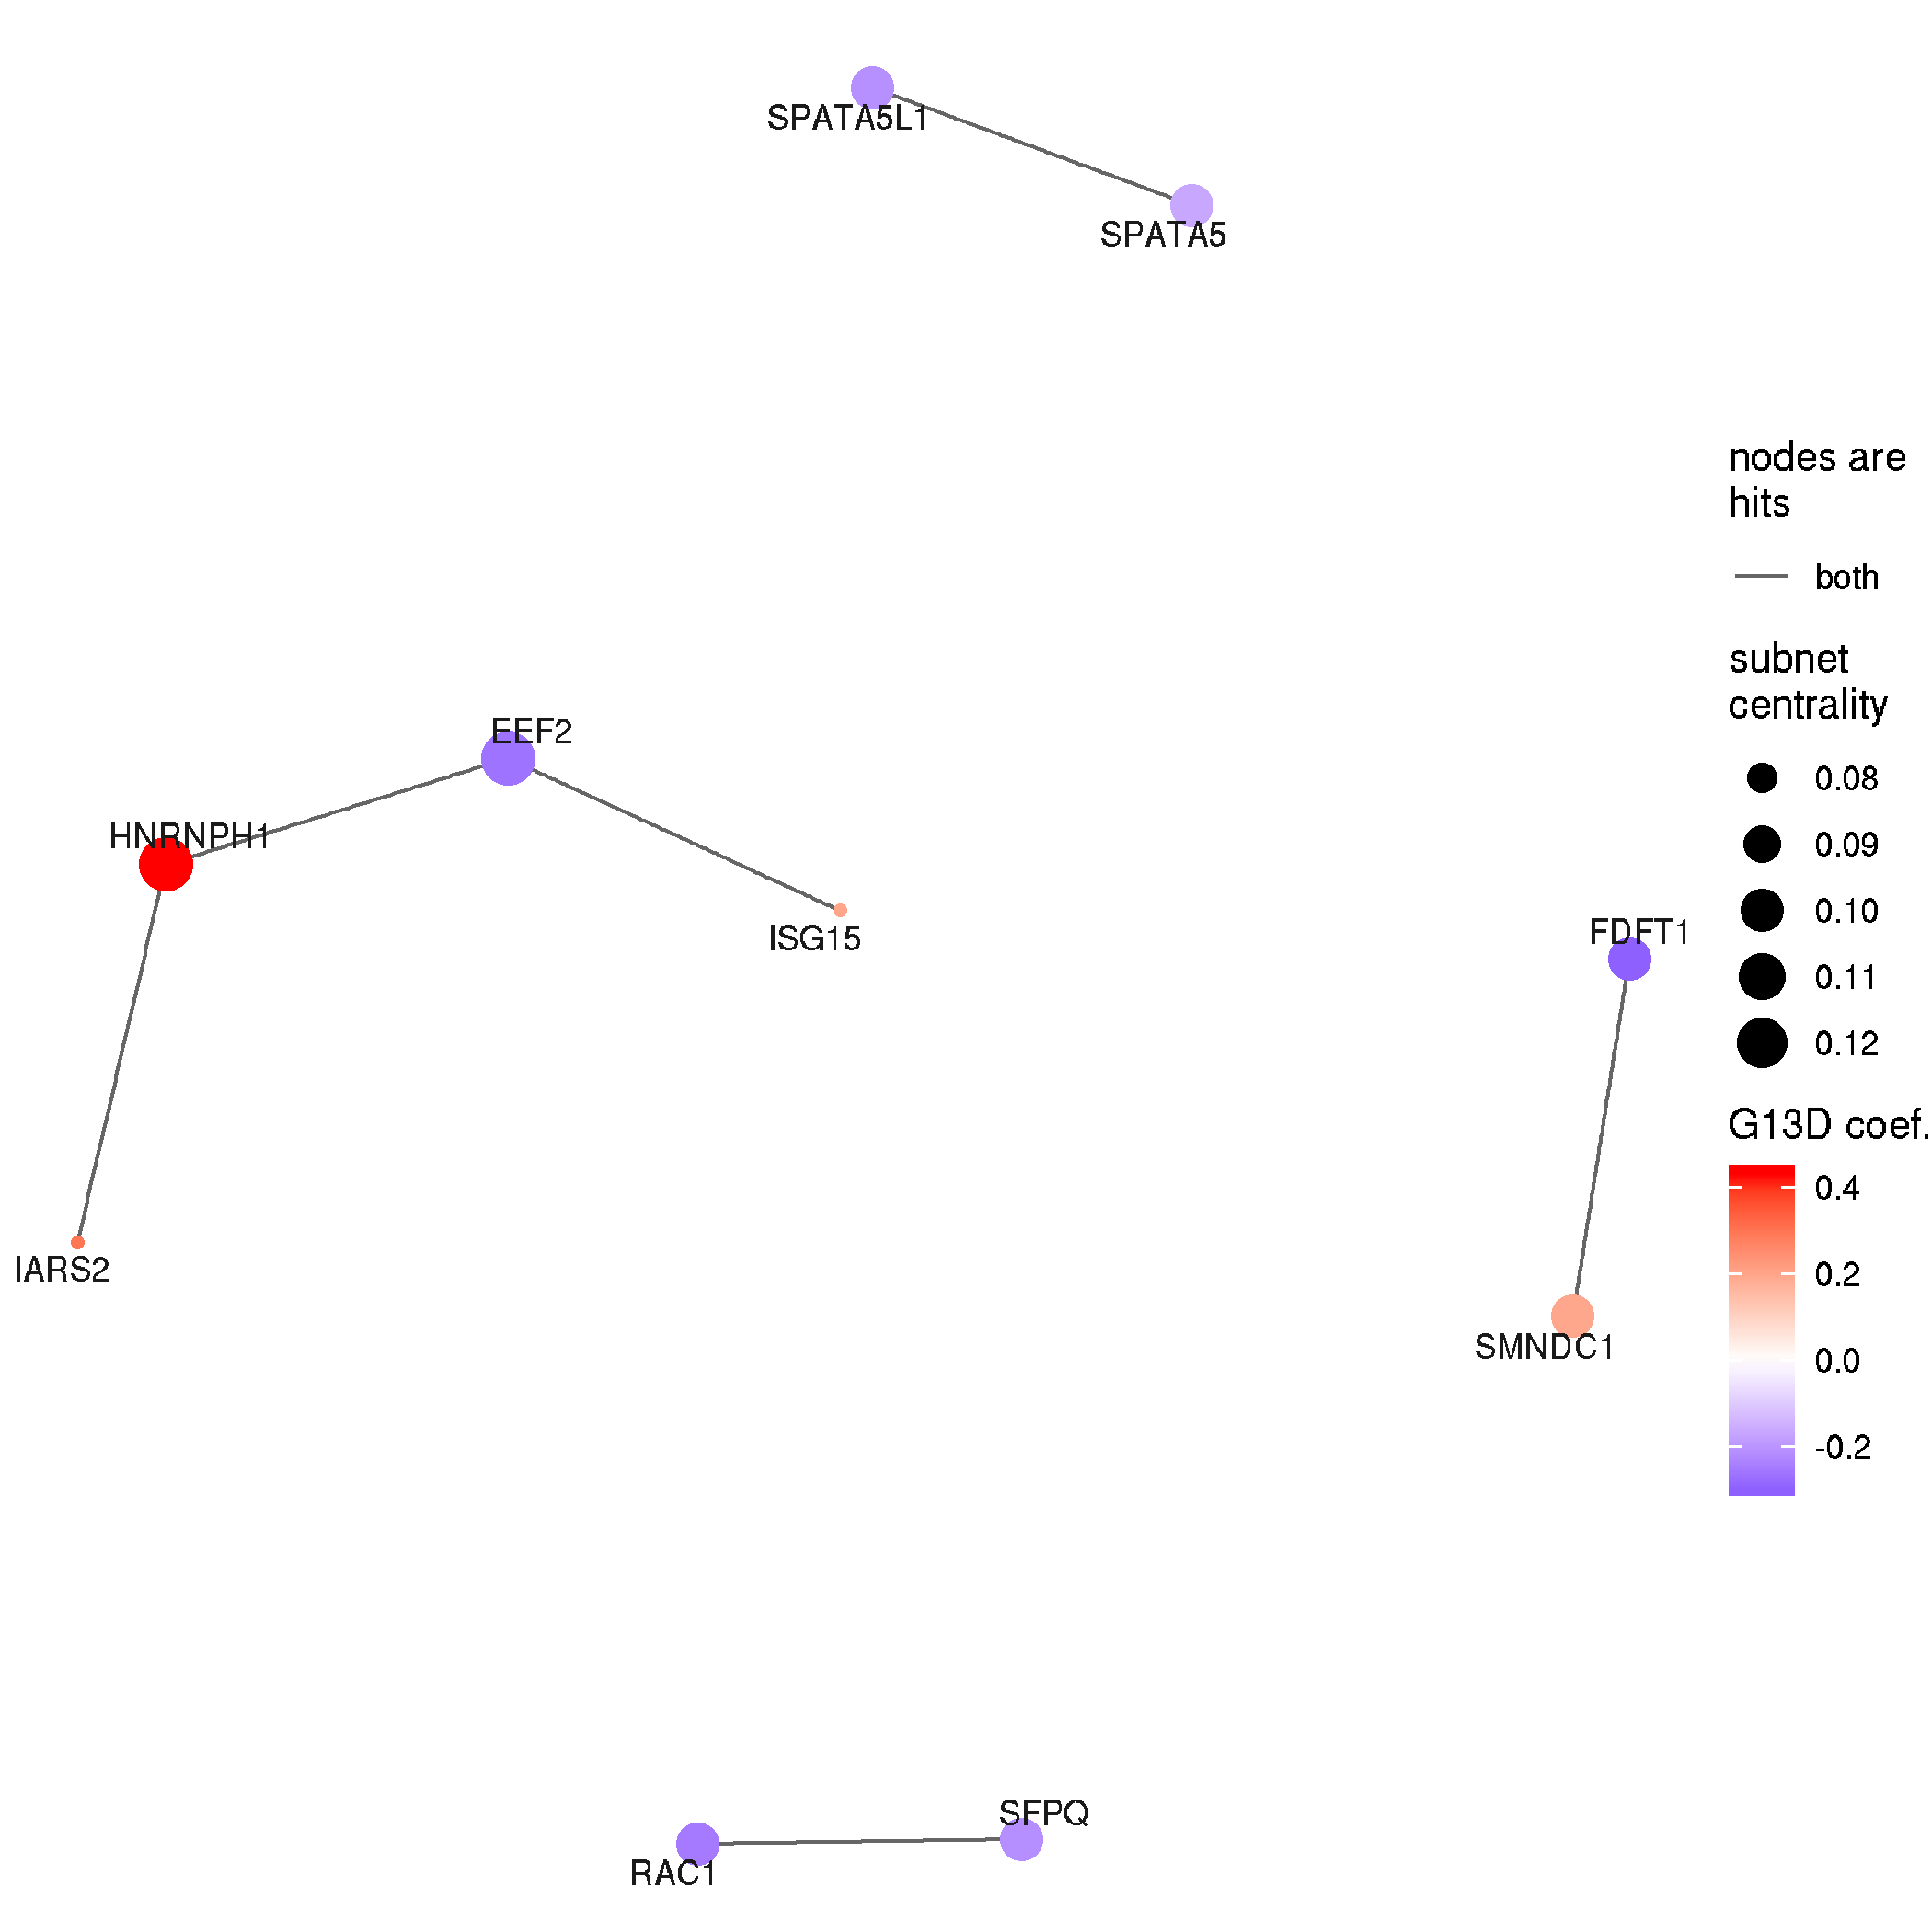 SPATA5L1
SPATA5
EEF2
HNRNPH1
ISG15
IARS2
FDFT1
SMNDC1
SFPQ
RAC1
nodes are
hits
both
subnet
centrality
0.08
0.09
0.10
0.11
0.12
G13D coef.
0.4
0.2
0.0
-0.2